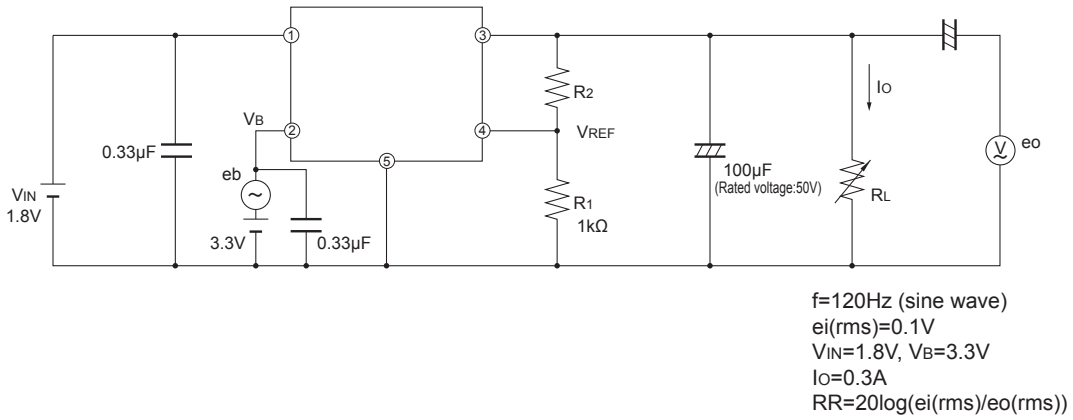 1
3
R2
IO
VB
2
4
VREF
eo
0.33µF
5
eb
100µF
(Rated voltage:50V)
RL
VIN
1.8V
R1
1kΩ
3.3V
0.33µF
f=120Hz (sine wave)
ei(rms)=0.1V
VIN=1.8V, VB=3.3V
IO=0.3A
RR=20log(ei(rms)/eo(rms))
V